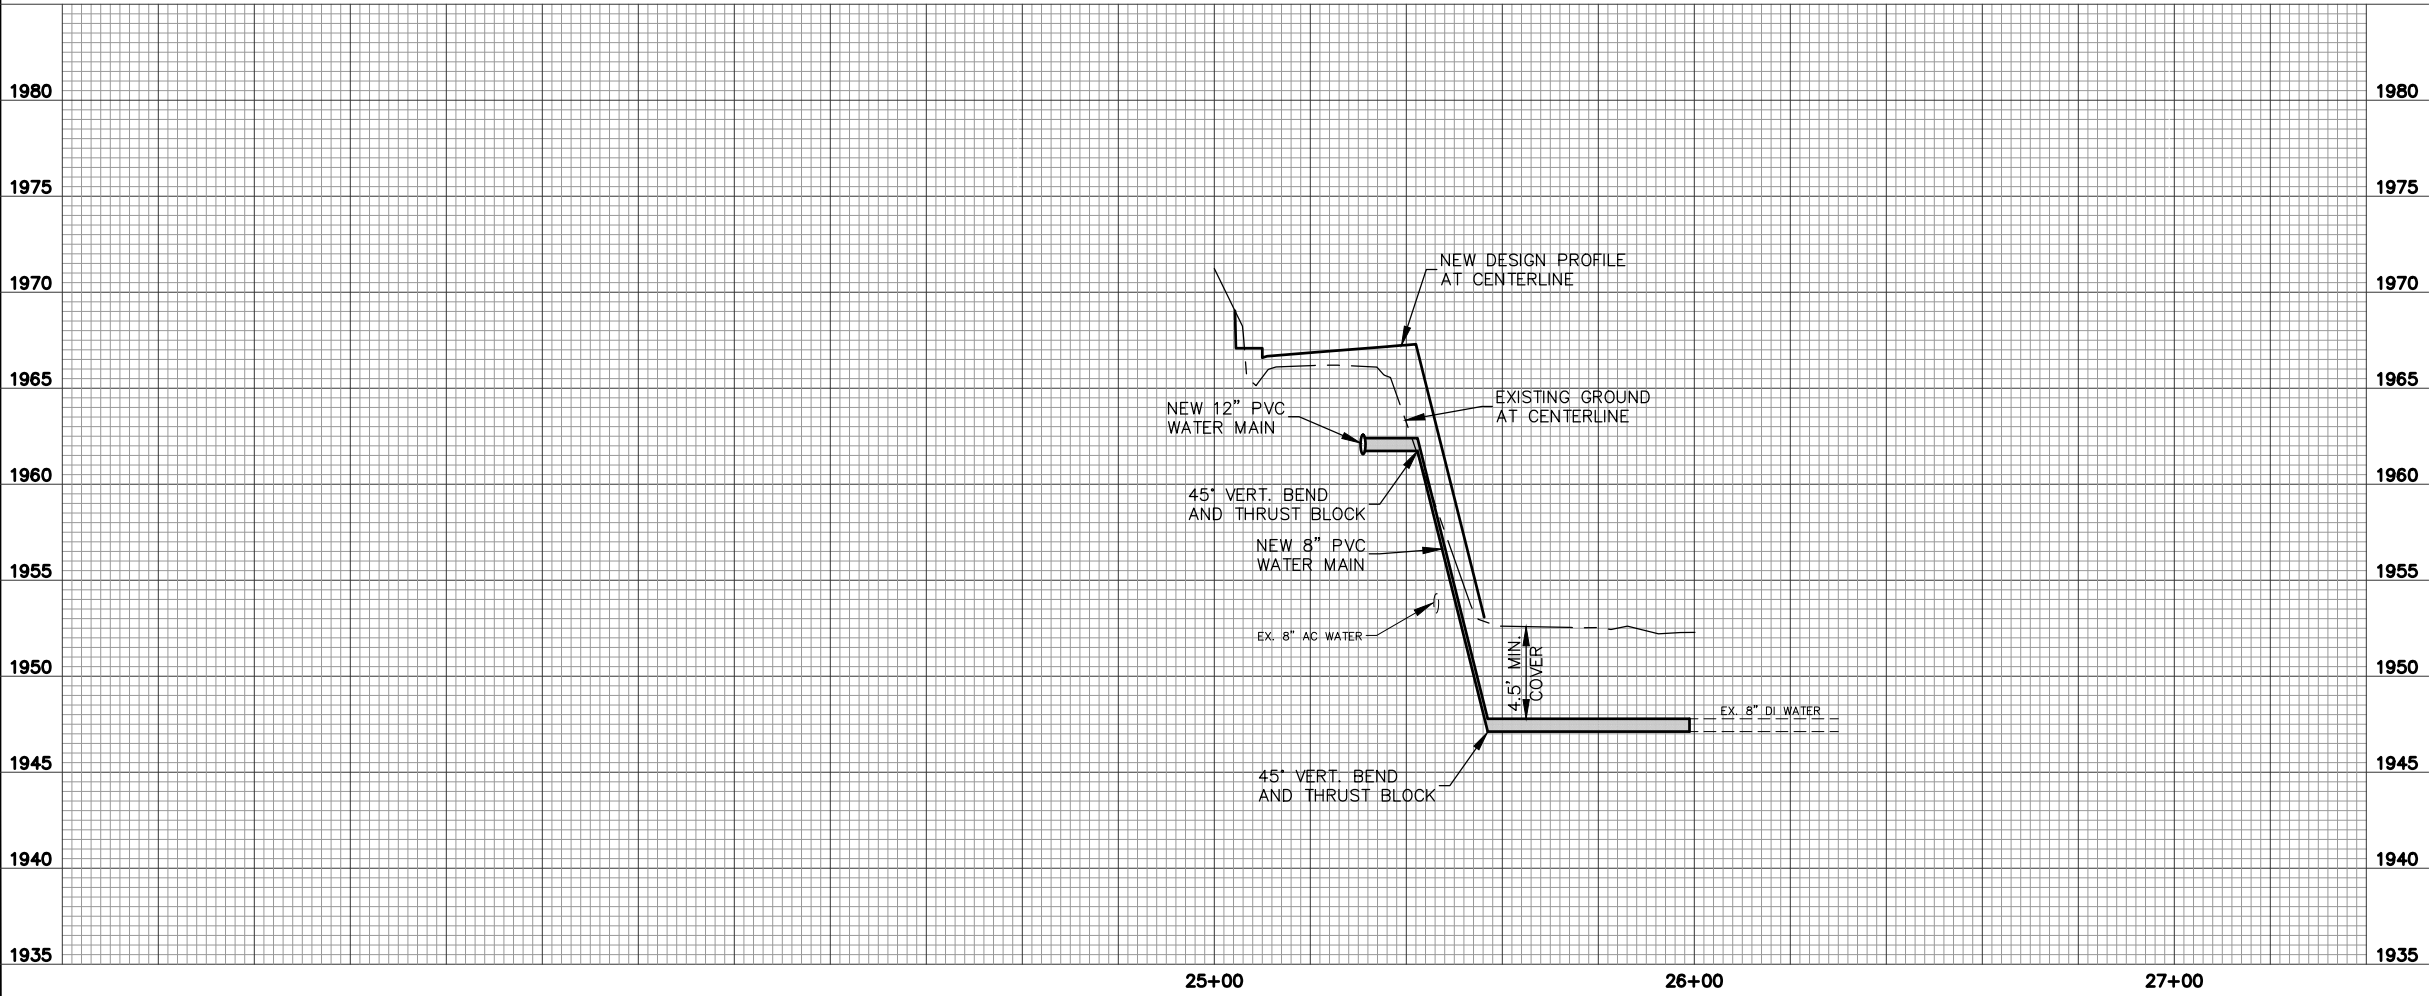 1980
1980
1975
1975
NEW DESIGN PROFILE
AT CENTERLINE
1970
1970
1965
1965
EXISTING GROUND
AT CENTERLINE
NEW 12" PVC
WATER MAIN
1960
1960
45° VERT. BEND
AND THRUST BLOCK
NEW 8" PVC
WATER MAIN
1955
1955
EX. 8" AC WATER
4.5' MIN.
COVER
1950
1950
EX. 8" DI WATER
1945
1945
45° VERT. BEND
AND THRUST BLOCK
1940
1940
1935
1935
25+00
26+00
27+00